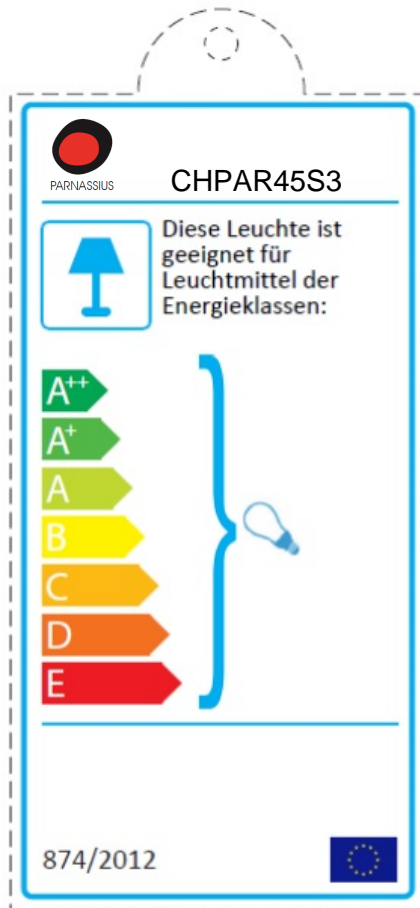 PARNASSIUS
CHPAR45S3
Diese Leuchte ist
geeignet für
Leuchtmittel der
Energieklassen:
A++
A+
A
B
C
D
E
874/2012